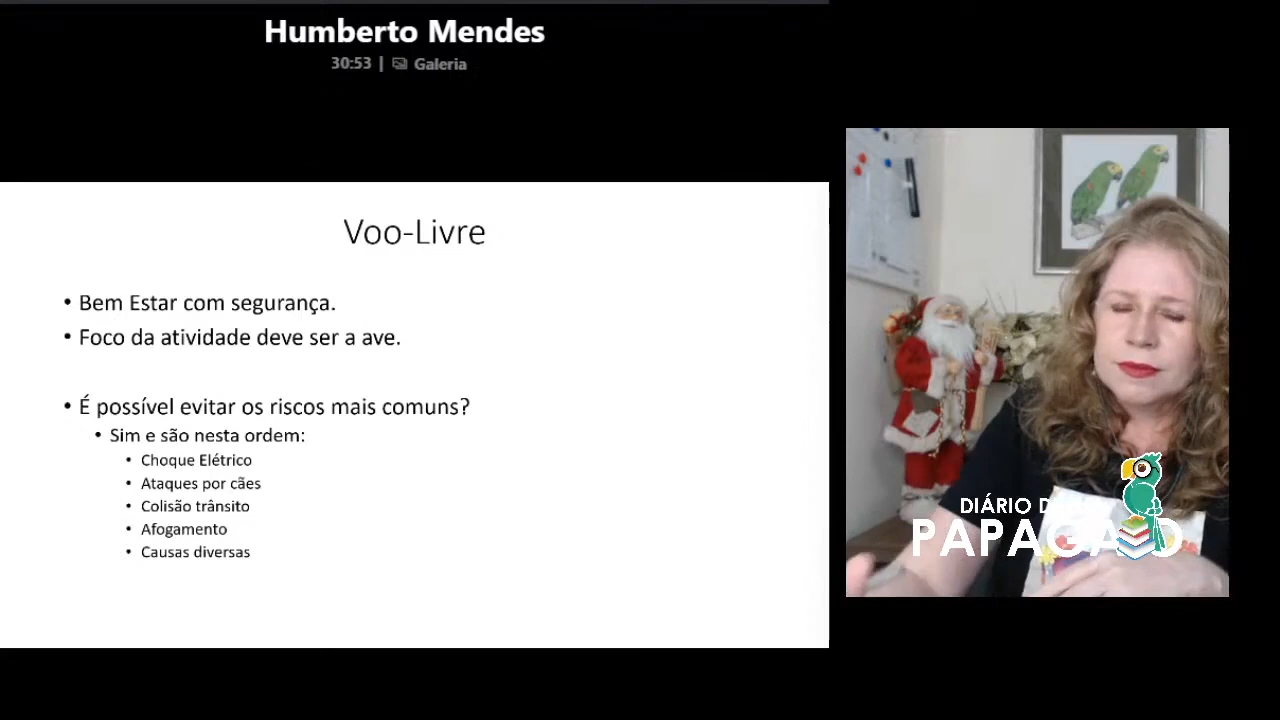 Humberto Mendes
30:53 | Galeria
Voo-Livre
• Bem Estar com segurança.
• Foco da atividade deve ser a ave.
• É possível evitar os riscos mais comuns?
• Sim e são nesta ordem:
• Choque Elétrico
• Ataques por cães
• Colisão trânsito
• Afogamento
• Causas diversas
DIÁRIO D
PAPAGAIO